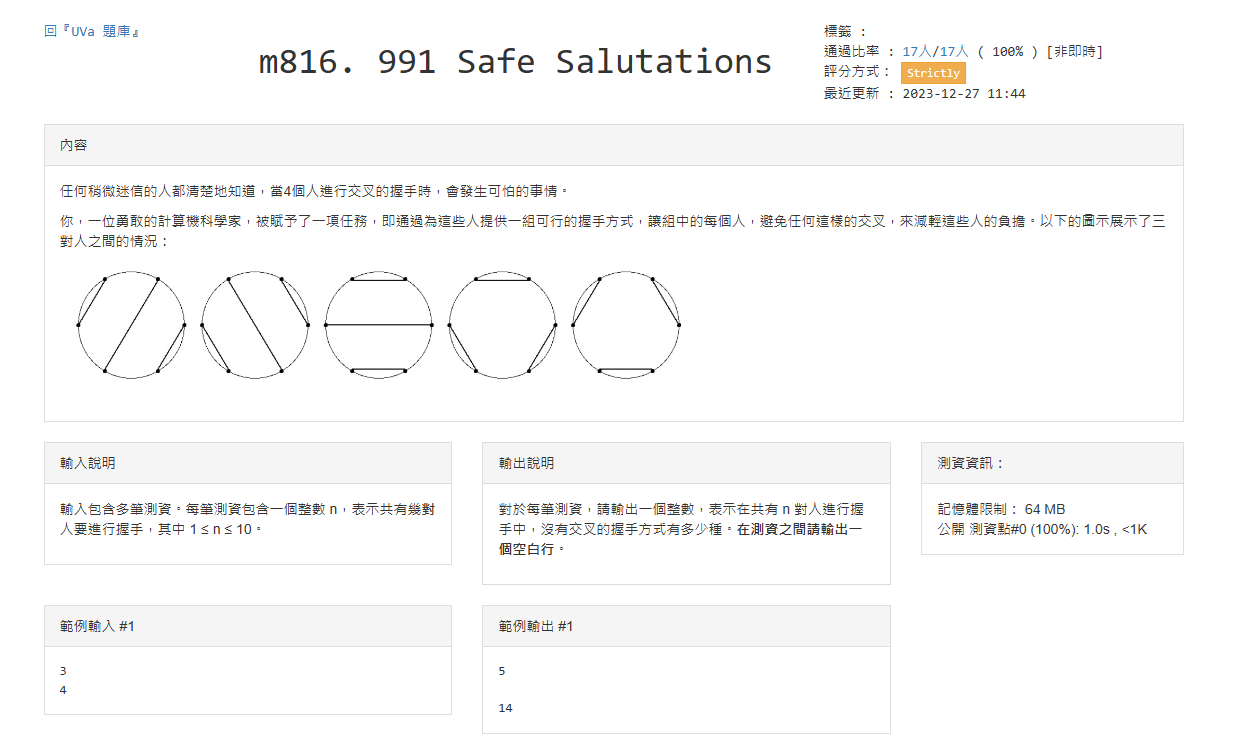 回『UVa 題庫』
m816. 991 Safe Salutations
標籤 :
通過比率 : 17人/17人 ( 100% ) [非即時]
評分方式 : Strictly
最近更新 : 2023-12-27 11:44
內容
任何稍微迷信的人都清楚地知道，當4個人進行交叉的握手時，會發生可怕的事情。
你，一位勇敢的計算機科學家，被賦予了一項任務，即通過為這些人提供一組可行的握手方式，讓組中的每個人，避免任何這樣的交叉，來減輕這些人的負擔。以下的圖示展示了三
對人之間的情況：
輸入說明
輸入包含多筆測資。每筆測資包含一個整數 n，表示共有幾對
人要進行握手，其中 1 ≤ n ≤ 10。
輸出說明
對於每筆測資，請輸出一個整數，表示在共有 n 對人進行握
手中，沒有交叉的握手方式有多少種。在測資之間請輸出一
個空白行。
測資資訊：
記憶體限制： 64 MB
公開 測資點#0 (100%): 1.0s , <1K
範例輸入 #1
3
4
範例輸出 #1
5
14